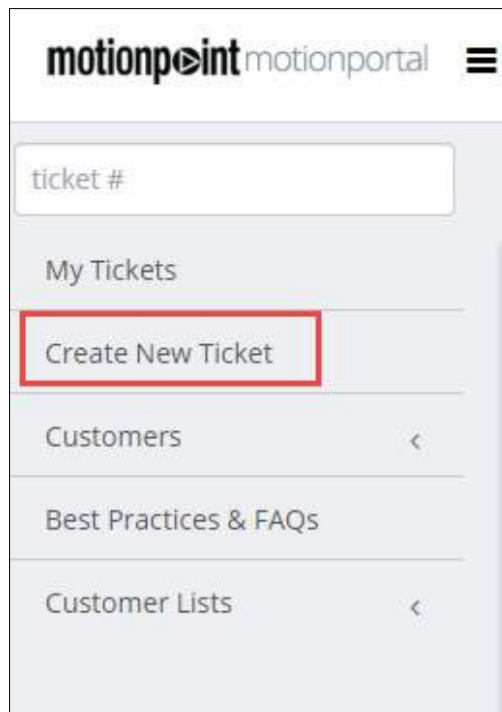 motionpoint motionportal
ticket #
My Tickets
Create New Ticket
Customers
Best Practices & FAQs
Customer Lists